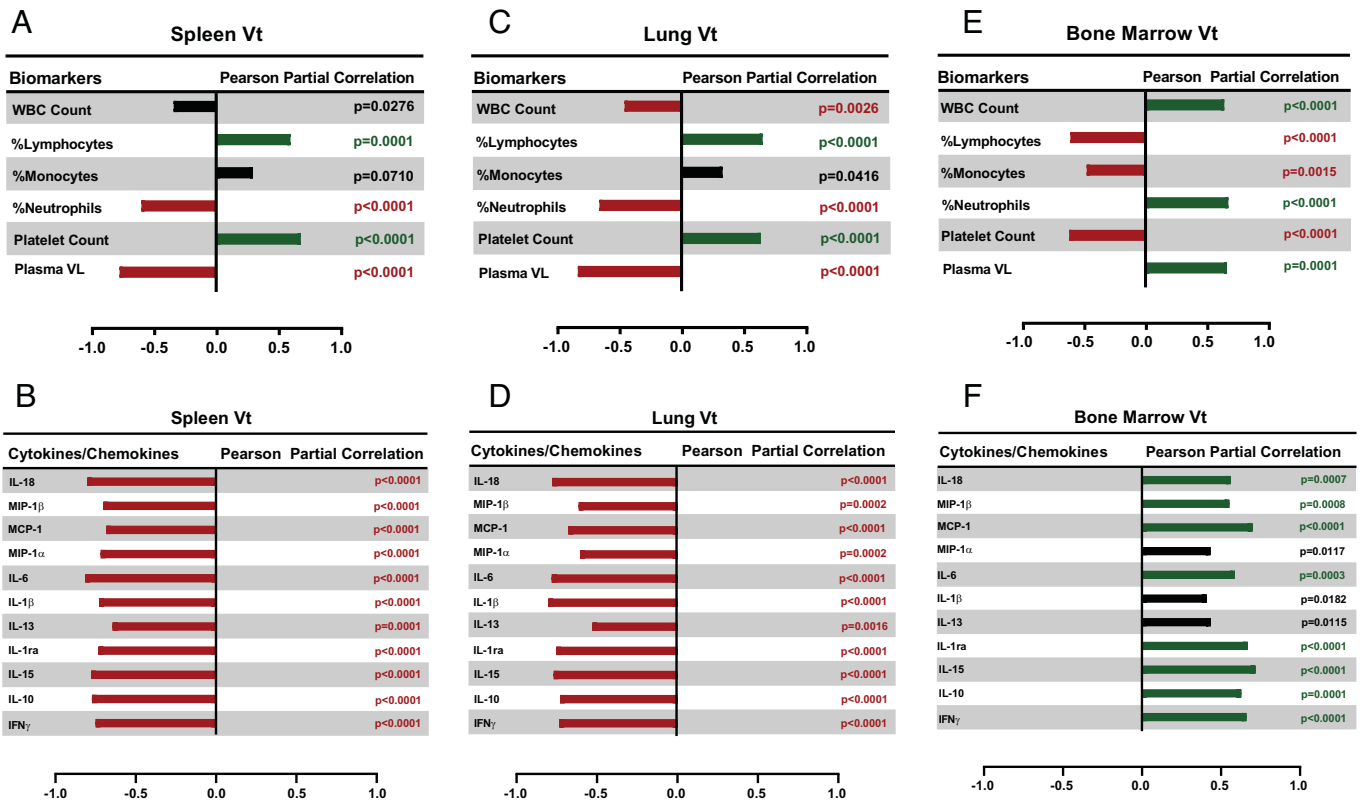 A
Spleen Vt
Biomarkers Pearson Partial Correlation
WBC Count p=0.0276
%Lymphocytes p=0.0001
%Monocytes p=0.0710
%Neutrophils p<0.0001
Platelet Count p<0.0001
Plasma VL p<0.0001
-1.0 -0.5 0.0 0.5 1.0
C
Lung Vt
Biomarkers Pearson Partial Correlation
WBC Count p=0.0026
%Lymphocytes p<0.0001
%Monocytes p=0.0416
%Neutrophils p<0.0001
Platelet Count p<0.0001
Plasma VL p<0.0001
-1.0 -0.5 0.0 0.5 1.0
E
Bone Marrow Vt
Biomarkers Pearson Partial Correlation
WBC Count p<0.0001
%Lymphocytes p<0.0001
%Monocytes p=0.0015
%Neutrophils p<0.0001
Platelet Count p<0.0001
Plasma VL p=0.0001
-1.0 -0.5 0.0 0.5 1.0
B
Spleen Vt
Cytokines/Chemokines Pearson Partial Correlation
IL-18 p<0.0001
MIP-1β p<0.0001
MCP-1 p<0.0001
MIP-1α p<0.0001
IL-6 p<0.0001
IL-1β p<0.0001
IL-13 p=0.0001
IL-1ra p<0.0001
IL-15 p<0.0001
IL-10 p<0.0001
IFNγ p<0.0001
-1.0 -0.5 0.0 0.5 1.0
D
Lung Vt
Cytokines/Chemokines Pearson Partial Correlation
IL-18 p<0.0001
MIP-1β p=0.0002
MCP-1 p<0.0001
MIP-1α p=0.0002
IL-6 p<0.0001
IL-1β p<0.0001
IL-13 p=0.0016
IL-1ra p<0.0001
IL-15 p<0.0001
IL-10 p<0.0001
IFNγ p<0.0001
-1.0 -0.5 0.0 0.5 1.0
F
Bone Marrow Vt
Cytokines/Chemokines Pearson Partial Correlation
IL-18 p=0.0007
MIP-1β p=0.0008
MCP-1 p<0.0001
MIP-1α p=0.0117
IL-6 p=0.0003
IL-1β p=0.0182
IL-13 p=0.0115
IL-1ra p<0.0001
IL-15 p<0.0001
IL-10 p=0.0001
IFNγ p<0.0001
-1.0 -0.5 0.0 0.5 1.0